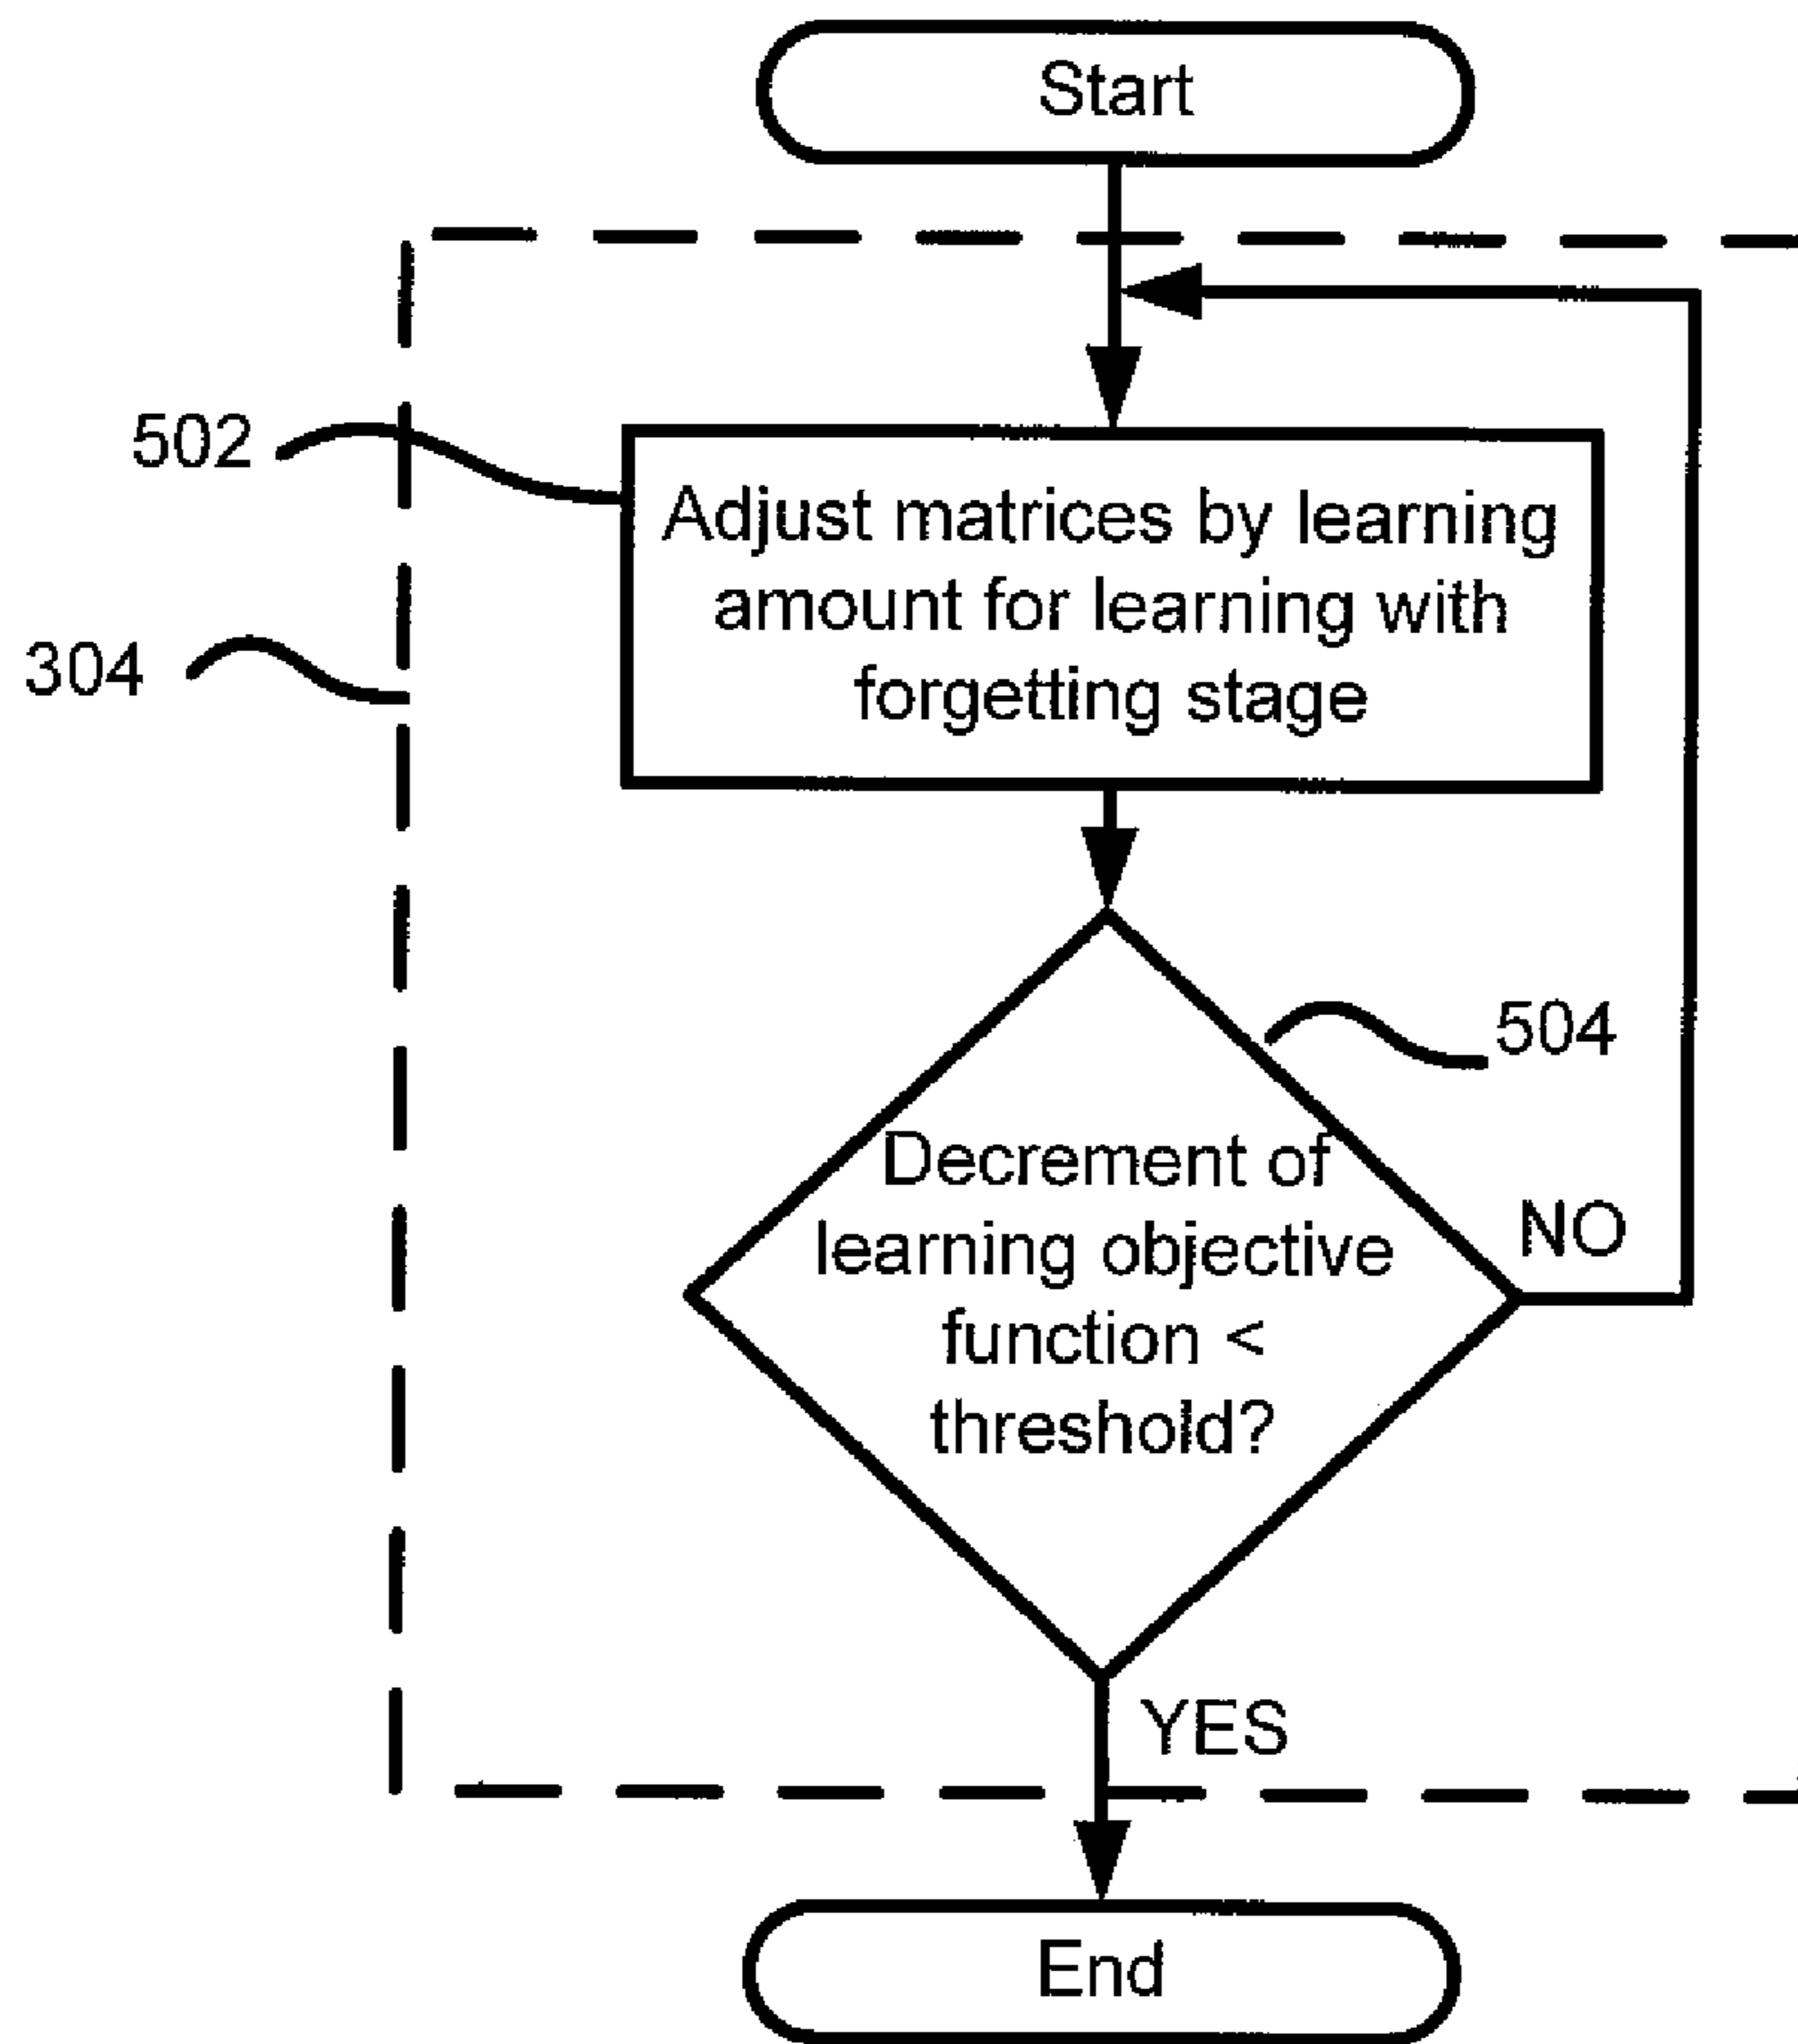 Start
502
Adjust matrices by learning
amount for learning with
forgetting stage
304
504
Decrement of
learning objective
function <
threshold?
NO
YES
End